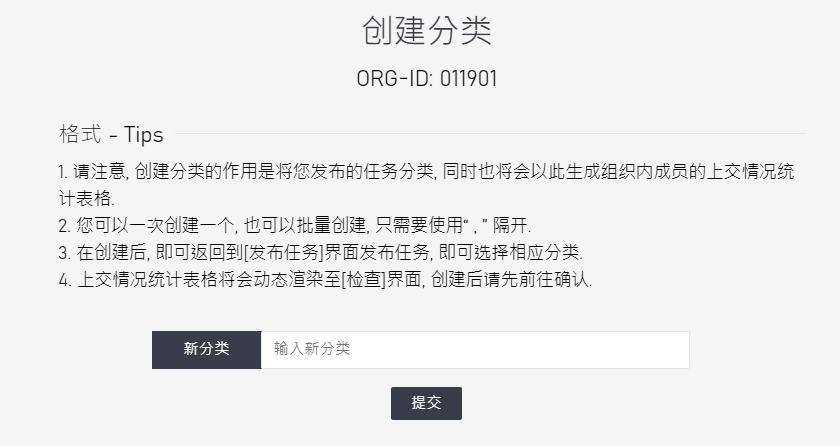 创建分类
ORG-ID: 011901
格式 - Tips
1. 请注意, 创建分类的作用是将您发布的任务分类, 同时也将会以此生成组织内成员的上交情况统
计表格.
2. 您可以一次创建一个, 也可以批量创建, 只需要使用“ , ” 隔开.
3. 在创建后, 即可返回到[发布任务]界面发布任务, 即可选择相应分类.
4. 上交情况统计表格将会动态渲染至[检查]界面, 创建后请先前往确认.
新分类 输入新分类
提交